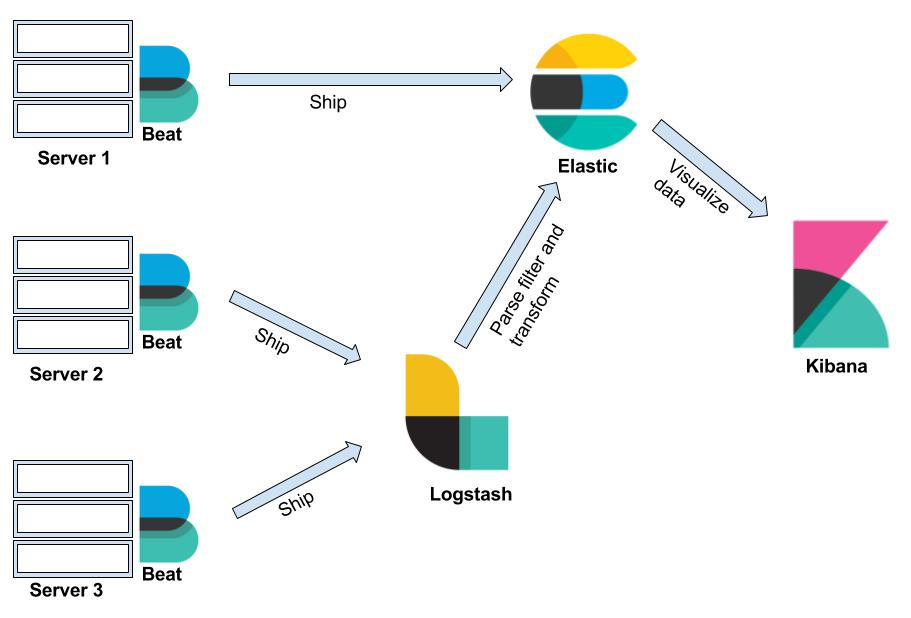 Beat
Server 1
Ship
Elastic
Visualize
data
Beat
Server 2
Ship
Parse filter and
transform
Kibana
Logstash
Ship
Beat
Server 3